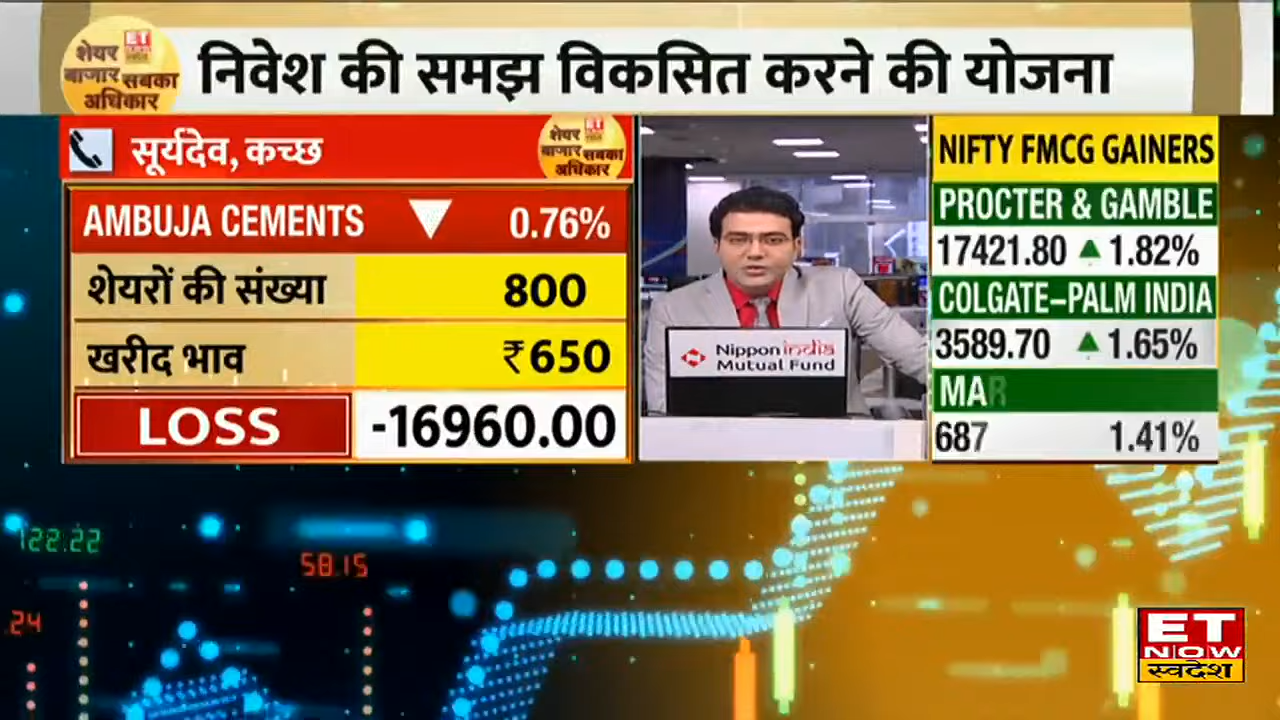 शेयर
बाजार सबका
अधिकार
निवेश की समझ विकसित करने की योजना
सूर्यदेव, कच्छ
ET
शेयर
बाजार सबका
अधिकार
AMBUJA CEMENTS ▼ 0.76%
शेयरों की संख्या 800
खरीद भाव ₹650
LOSS -16960.00
Nippon india
Mutual Fund
NIFTY FMCG GAINERS
PROCTER & GAMBLE
17421.80 ▲ 1.82%
COLGATE-PALM INDIA
3589.70 ▲ 1.65%
MAR
687 1.41%
122.22
58.15
.24
ET
NOW
स्वदेश